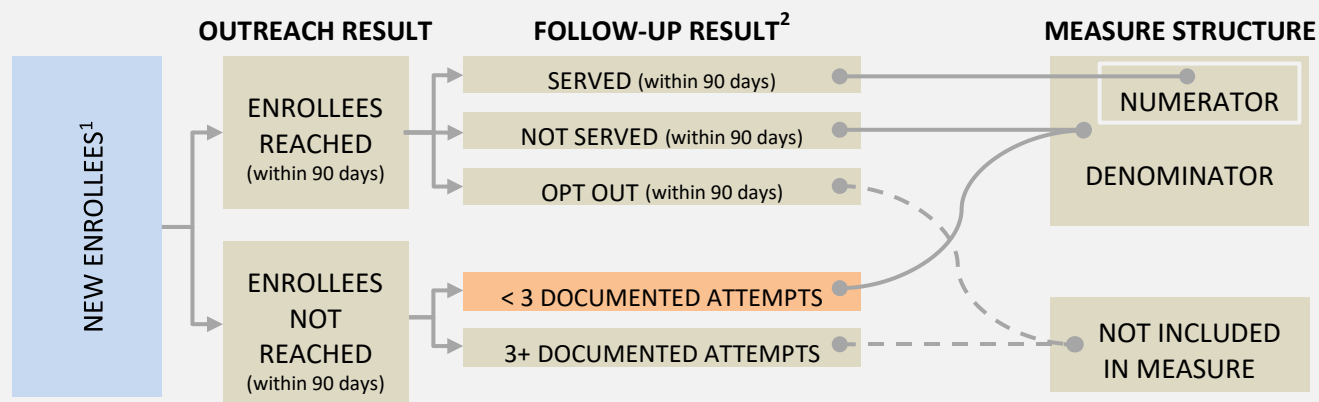 OUTREACH RESULT
FOLLOW-UP RESULT²
MEASURE STRUCTURE
NEW ENROLLEES¹
ENROLLEES
REACHED
(within 90 days)
ENROLLEES
NOT
REACHED
(within 90 days)
SERVED (within 90 days)
NOT SERVED (within 90 days)
OPT OUT (within 90 days)
< 3 DOCUMENTED ATTEMPTS
3+ DOCUMENTED ATTEMPTS
NUMERATOR
DENOMINATOR
NOT INCLUDED
IN MEASURE